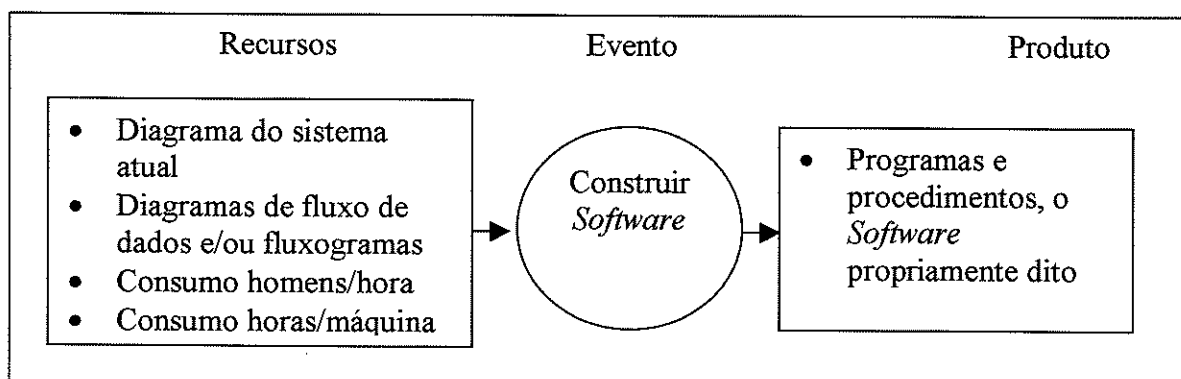 Recursos Evento Produto
• Diagrama do sistema
atual
• Diagramas de fluxo de
dados e/ou fluxogramas
• Consumo homens/hora
• Consumo horas/máquina
Construir
Software
• Programas e
procedimentos, o
Software
propriamente dito